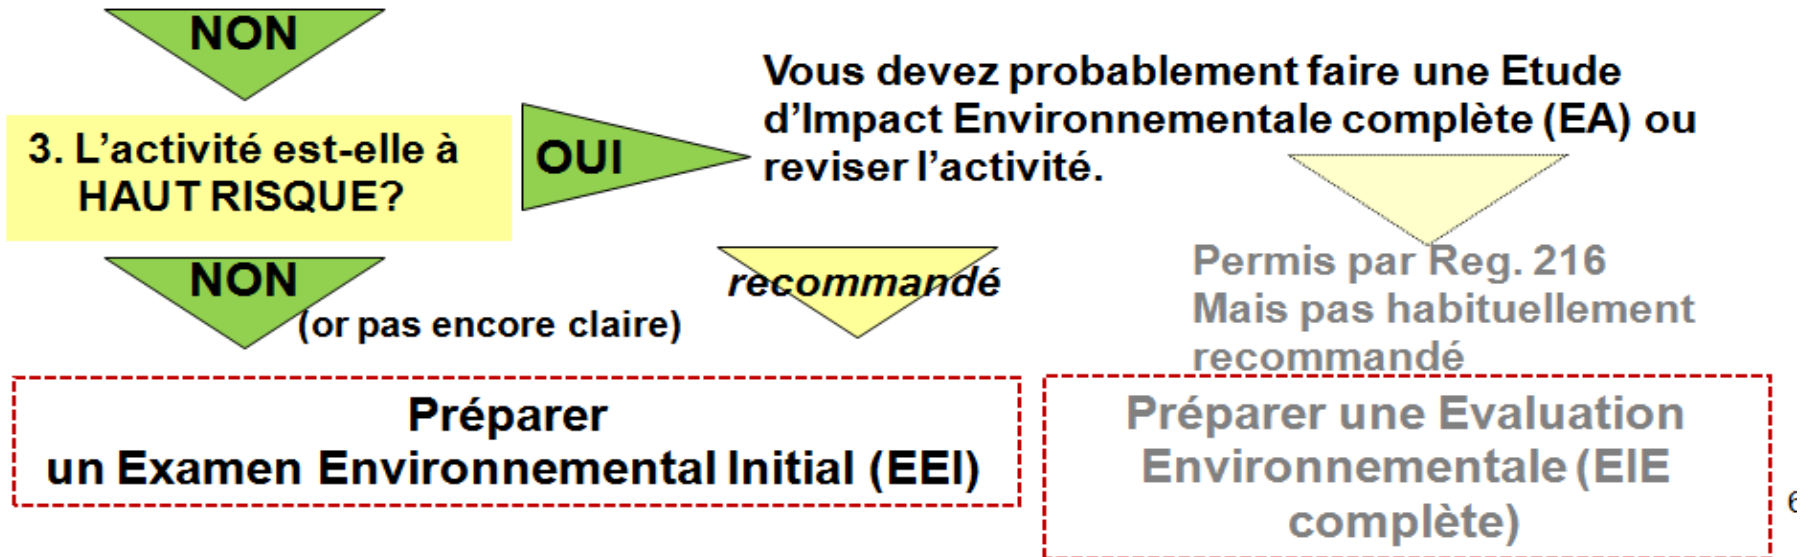 NON
3. L'activité est-elle à
HAUT RISQUE?
OUI
Vous devez probablement faire une Etude
d'Impact Environnementale complète (EA) ou
reviser l'activité.
NON
(or pas encore claire)
recommandé
Permis par Reg. 216
Mais pas habituellement
recommandé
Préparer
un Examen Environnemental Initial (EEI)
Préparer une Evaluation
Environnementale (EIE
complète)
6